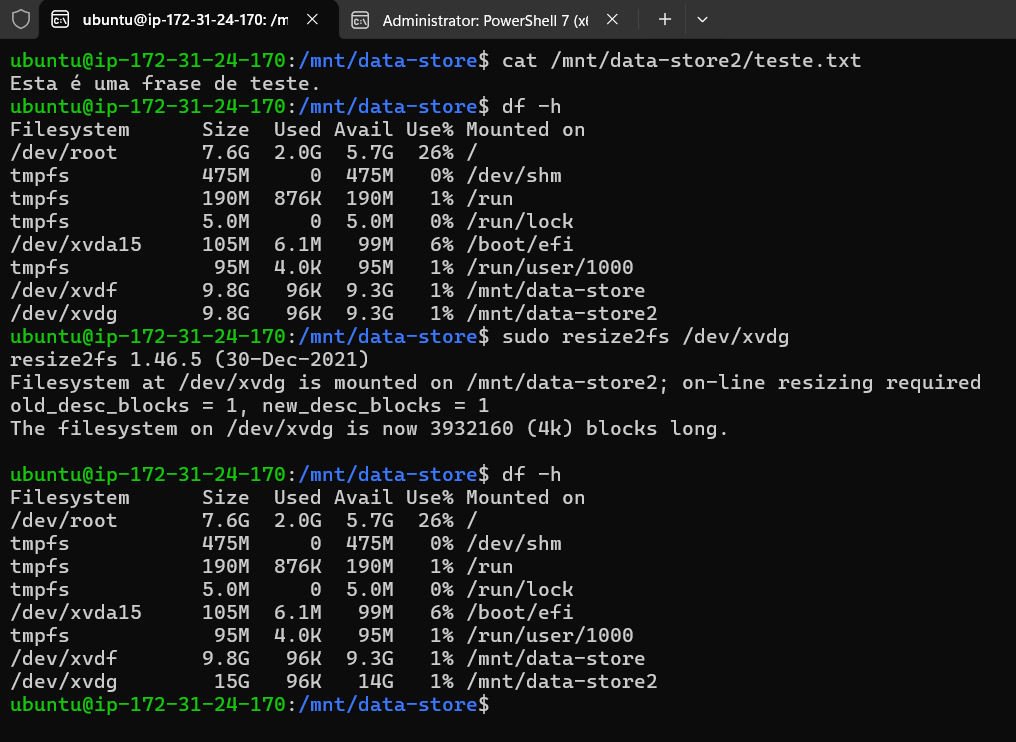 ubuntu@ip-172-31-24-170: /m
Administrator: PowerShell 7 (x6
ubuntu@ip-172-31-24-170:/mnt/data-store$ cat /mnt/data-store2/teste.txt
Esta é uma frase de teste.
ubuntu@ip-172-31-24-170:/mnt/data-store$ df -h
Filesystem      Size  Used Avail Use% Mounted on
/dev/root       7.6G  2.0G  5.7G  26% /
tmpfs           475M     0  475M   0% /dev/shm
tmpfs           190M  876K  190M   1% /run
tmpfs           5.0M     0  5.0M   0% /run/lock
/dev/xvda15     105M  6.1M   99M   6% /boot/efi
tmpfs            95M  4.0K   95M   1% /run/user/1000
/dev/xvdf       9.8G   96K  9.3G   1% /mnt/data-store
/dev/xvdg       9.8G   96K  9.3G   1% /mnt/data-store2
ubuntu@ip-172-31-24-170:/mnt/data-store$ sudo resize2fs /dev/xvdg
resize2fs 1.46.5 (30-Dec-2021)
Filesystem at /dev/xvdg is mounted on /mnt/data-store2; on-line resizing required
old_desc_blocks = 1, new_desc_blocks = 1
The filesystem on /dev/xvdg is now 3932160 (4k) blocks long.
ubuntu@ip-172-31-24-170:/mnt/data-store$ df -h
Filesystem      Size  Used Avail Use% Mounted on
/dev/root       7.6G  2.0G  5.7G  26% /
tmpfs           475M     0  475M   0% /dev/shm
tmpfs           190M  876K  190M   1% /run
tmpfs           5.0M     0  5.0M   0% /run/lock
/dev/xvda15     105M  6.1M   99M   6% /boot/efi
tmpfs            95M  4.0K   95M   1% /run/user/1000
/dev/xvdf       9.8G   96K  9.3G   1% /mnt/data-store
/dev/xvdg        15G   96K   14G   1% /mnt/data-store2
ubuntu@ip-172-31-24-170:/mnt/data-store$